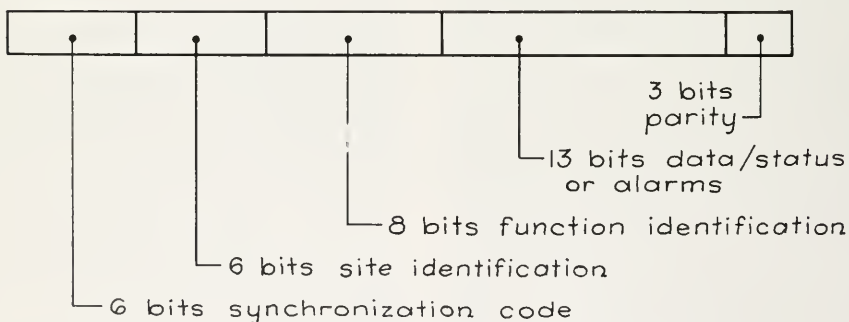 3 bits
parity
13 bits data/status
or alarms
8 bits function identification
6 bits site identification
6 bits synchronization code